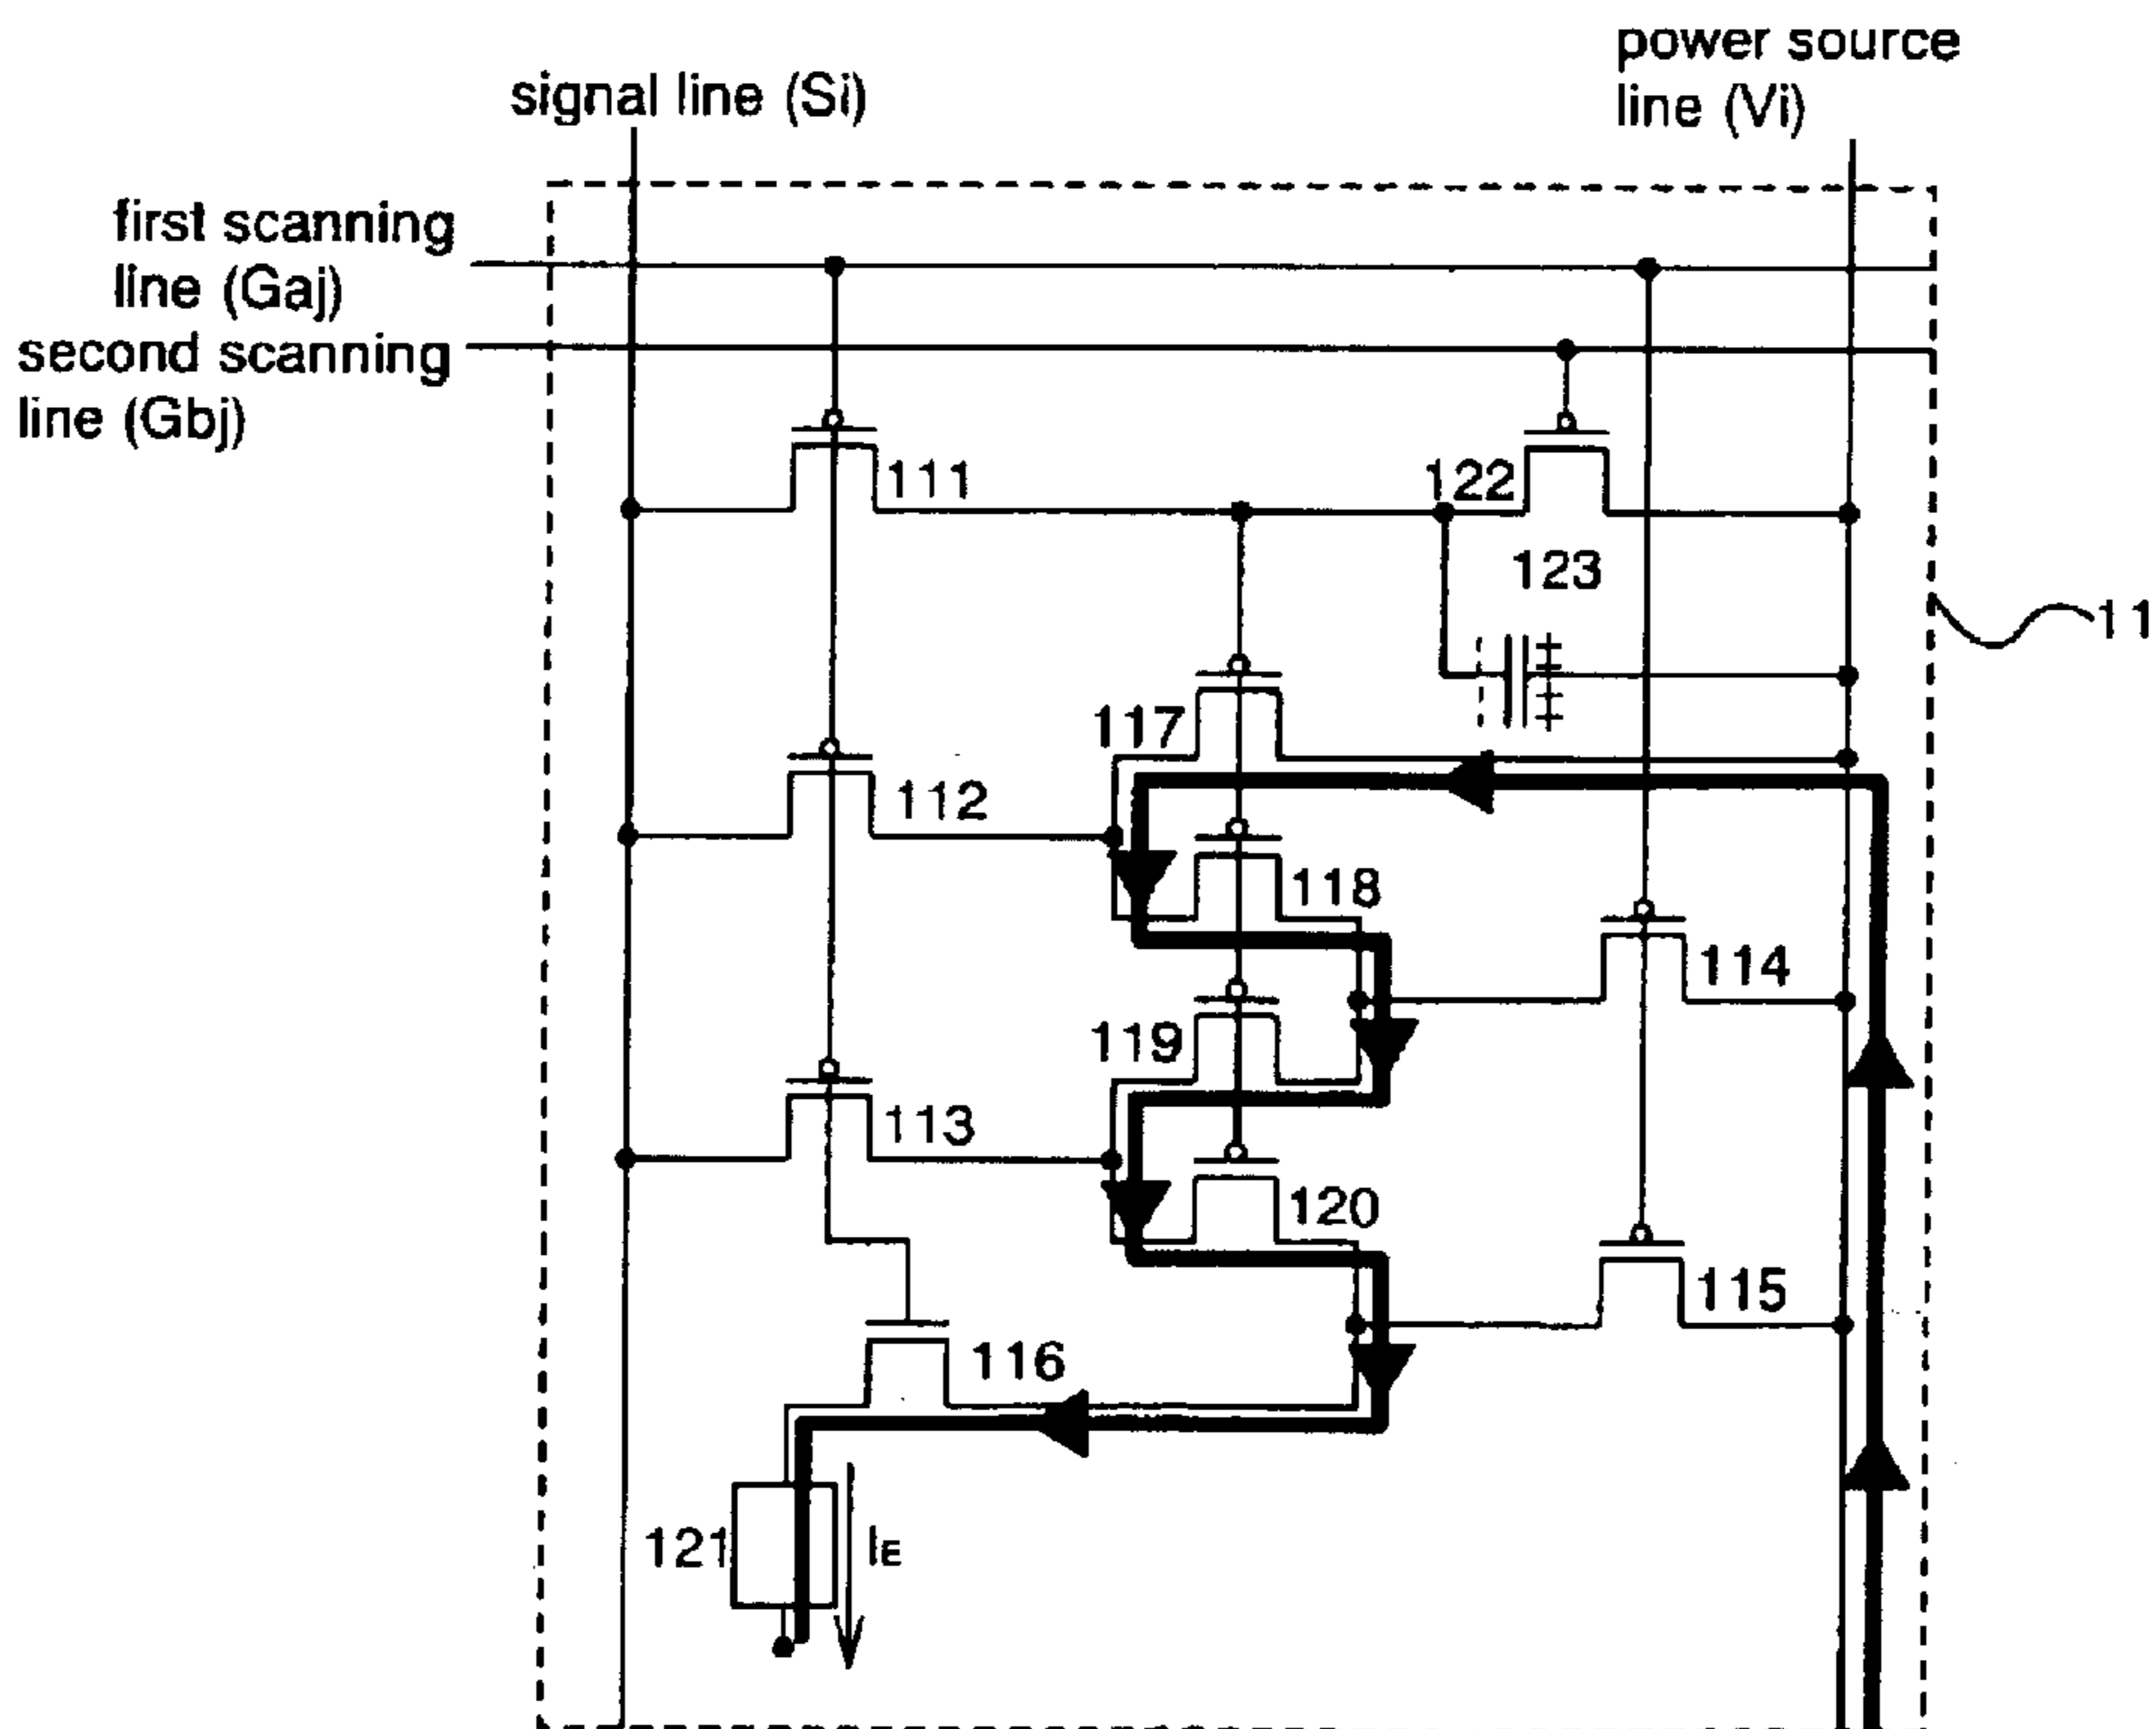 power source
line (Vi)
signal line (Si)
first scanning
line (Gaj)
second scanning
line (Gbj)
111
122
123
11
117
112
118
114
119
113
120
115
116
121
IE